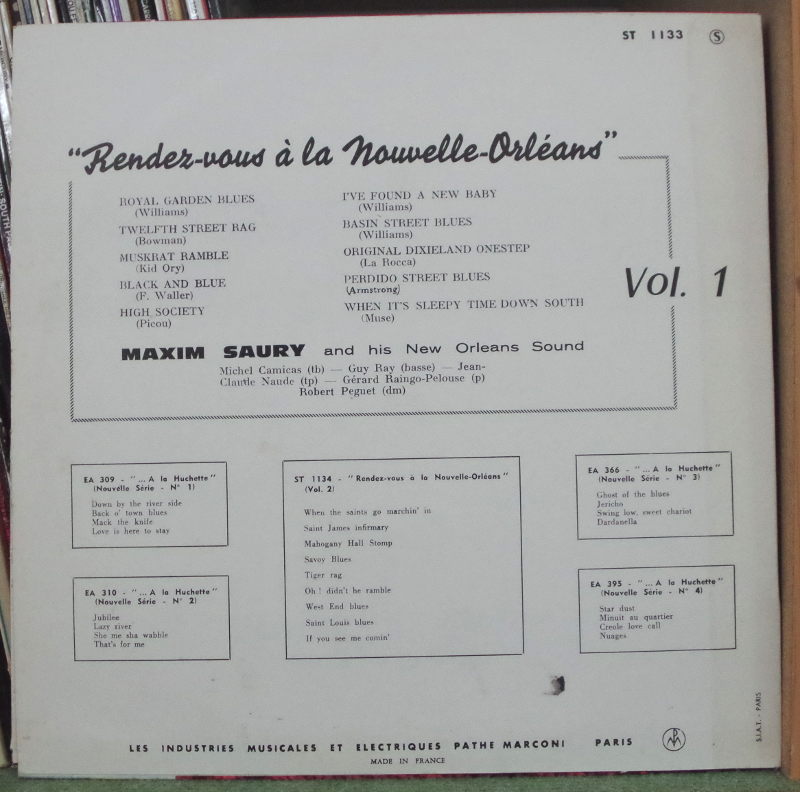 ST 1133 Ⓢ
"Rendez-vous à la Nouvelle-Orléans"
ROYAL GARDEN BLUES
(Williams)
TWELFTH STREET RAG
(Bowman)
MUSKRAT RAMBLE
(Kid Ory)
BLACK AND BLUE
(F. Waller)
HIGH SOCIETY
(Picou)
I'VE FOUND A NEW BABY
(Williams)
BASIN STREET BLUES
(Williams)
ORIGINAL DIXIELAND ONESTEP
(La Rocca)
PERDIDO STREET BLUES
(Armstrong)
WHEN IT'S SLEEPY TIME DOWN SOUTH
(Muse)
Vol. 1
MAXIM SAURY and his New Orleans Sound
Michel Camicas (tb) — Guy Ray (basse) — Jean-
Claude Naude (tp) — Gérard Raingo-Pelouse (p)
Robert Peguet (dm)
EA 309 - "... A la Huchette"
(Nouvelle Série - N° 1)
Down by the river side
Back o' town blues
Mack the knife
Love is here to stay
EA 310 - "... A la Huchette"
(Nouvelle Série - N° 2)
Jubilee
Lazy river
She me sha wabble
That's for me
ST 1134 - "Rendez-vous à la Nouvelle-Orléans"
(Vol. 2)
When the saints go marchin' in
Saint James infirmary
Mahogany Hall Stomp
Savoy Blues
Tiger rag
Oh ! didn't he ramble
West End blues
Saint Louis blues
If you see me comin'
EA 366 - "... A la Huchette"
(Nouvelle Série - N° 3)
Ghost of the blues
Jericho
Swing low, sweet chariot
Dardanella
EA 395 - "... A la Huchette"
(Nouvelle Série - N° 4)
Star dust
Minuit au quartier
Creole love call
Nuages
LES INDUSTRIES MUSICALES ET ELECTRIQUES PATHE MARCONI PARIS
MADE IN FRANCE
S.I.A.T. - PARIS